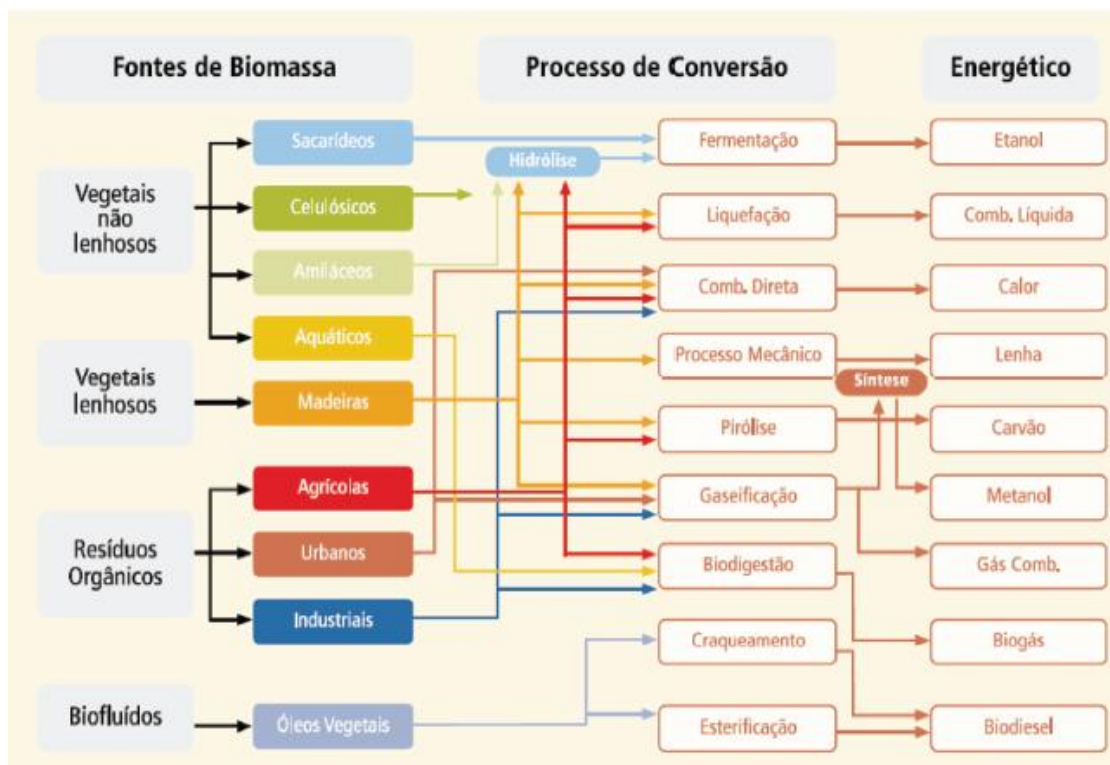 Fontes de Biomassa
Processo de Conversão
Energético
Vegetais
não
lenhosos
Vegetais
lenhosos
Resíduos
Orgânicos
Biofluídos
Sacarídeos
Celulósicos
Amiláceos
Aquáticos
Madeiras
Agrícolas
Urbanos
Industriais
Óleos Vegetais
Hidrólise
Fermentação
Liquefação
Comb. Direta
Processo Mecânico
Pirólise
Gaseificação
Biodigestão
Craqueamento
Esterificação
Síntese
Etanol
Comb. Líquida
Calor
Lenha
Carvão
Metanol
Gás Comb.
Biogás
Biodiesel